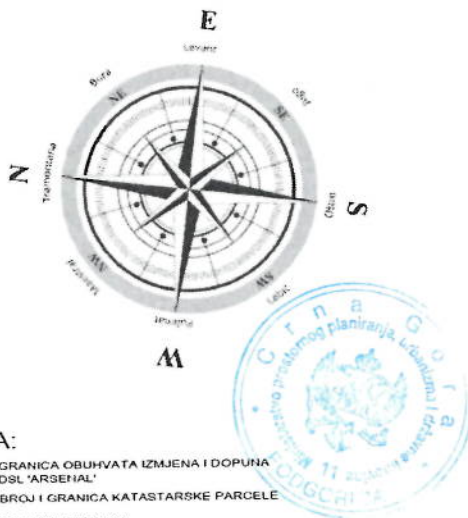 E
Levant
Bura
NE
SE
N
Tramontana
S
Oštro
NW
Maestral
SW
Lebić
Pulenat
W
Crna Gora
Ministarstvo prostornog planiranja, urbanizma i državne
11
PODGORICA
A:
GRANICA OBUHVATA IZMJENA I DOPUNA
DSL 'ARSENAL'
BROJ I GRANICA KATASTARSKE PARCELE